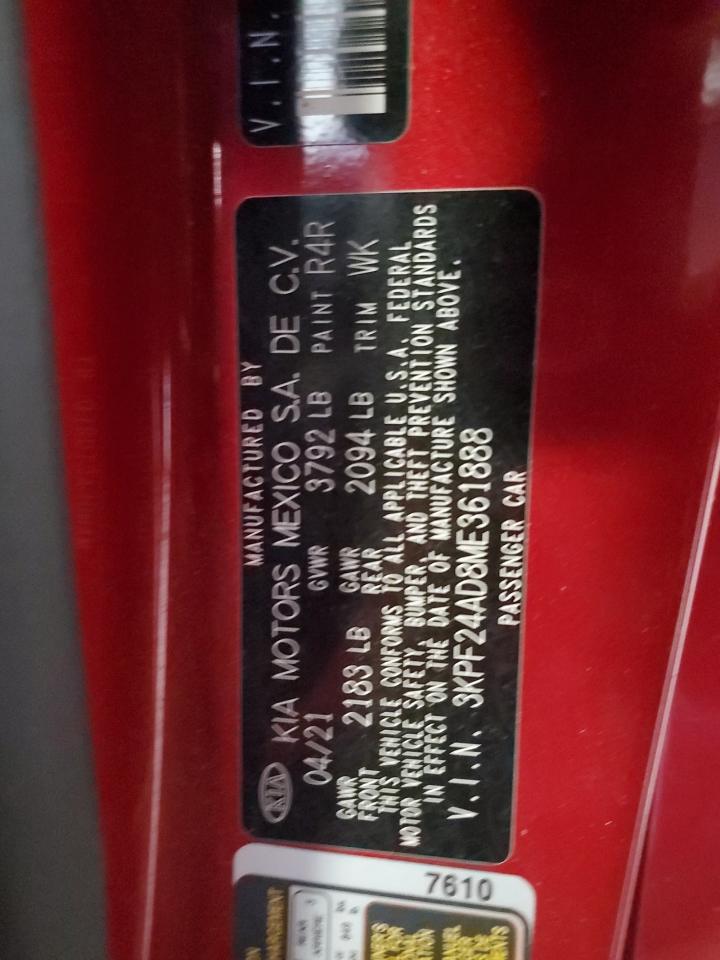 V.I.N.
MANUFACTURED BY
KIA KIA MOTORS MEXICO S.A. DE C.V.
04/21 GVWR 3792 LB PAINT R4R
GAWR FRONT 2183 LB GAWR REAR 2094 LB TRIM WK
THIS VEHICLE CONFORMS TO ALL APPLICABLE U.S.A. FEDERAL
MOTOR VEHICLE SAFETY, BUMPER, AND THEFT PREVENTION STANDARDS
IN EFFECT ON THE DATE OF MANUFACTURE SHOWN ABOVE.
V.I.N. 3KPF24AD8ME361888
PASSENGER CAR
7610